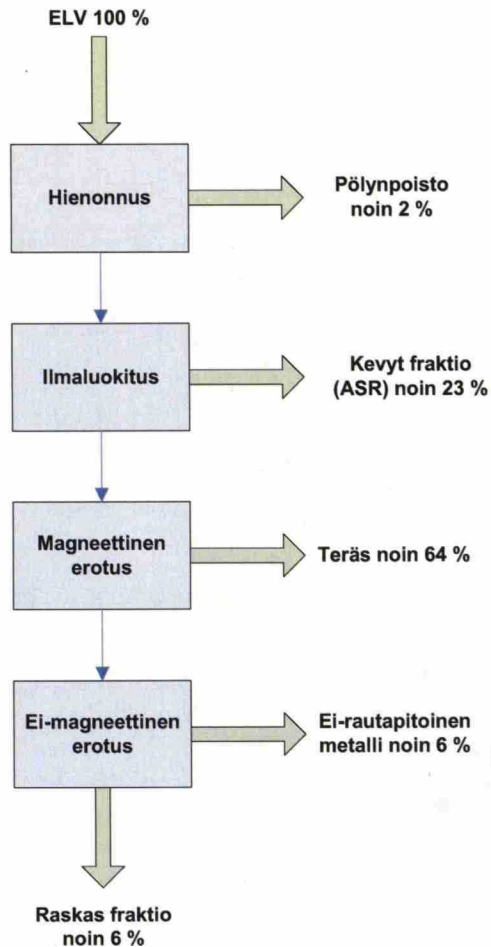 ELV 100 %
Hienonnus
Pölynpoisto
noin 2 %
Ilmaluokitus
Kevyt fraktio
(ASR) noin 23 %
Magneettinen
erotus
Teräs noin 64 %
Ei-magneettinen
erotus
Ei-rautapitoinen
metalli noin 6 %
Raskas fraktio
noin 6 %